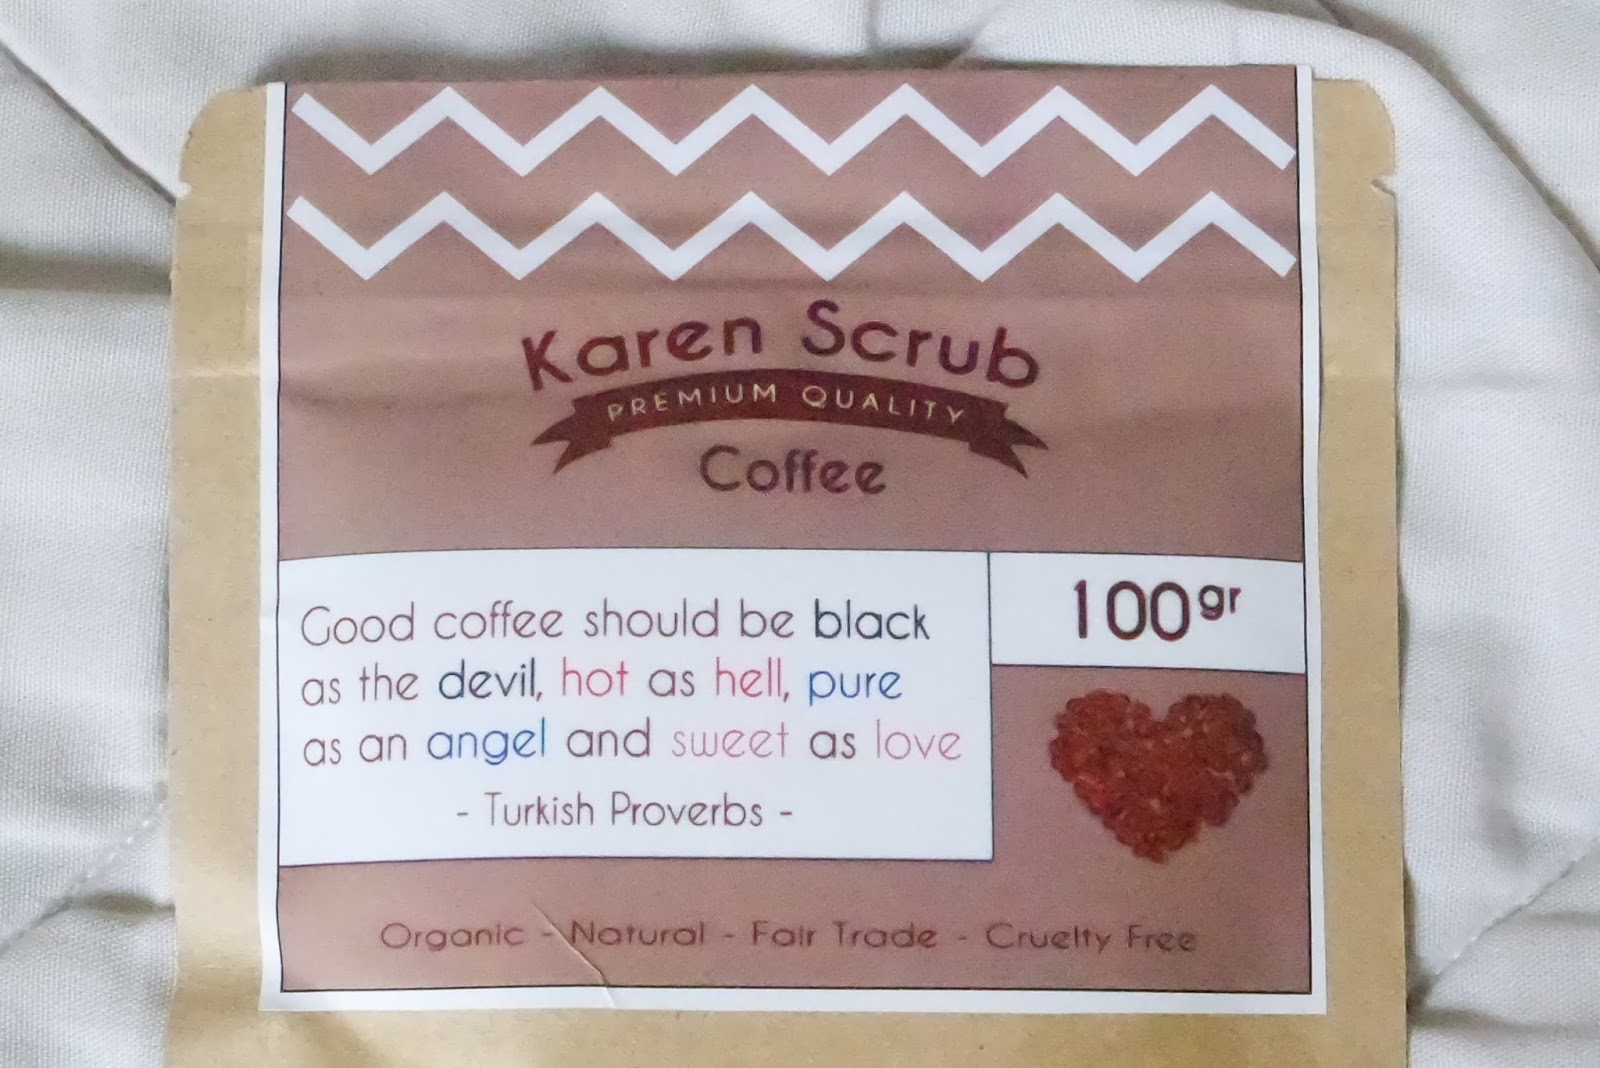 Karen Scrub
PREMIUM QUALITY
Coffee
Good coffee should be black
as the devil, hot as hell, pure
as an angel and sweet as love
- Turkish Proverbs -
100gr
Organic - Natural - Fair Trade - Cruelty Free